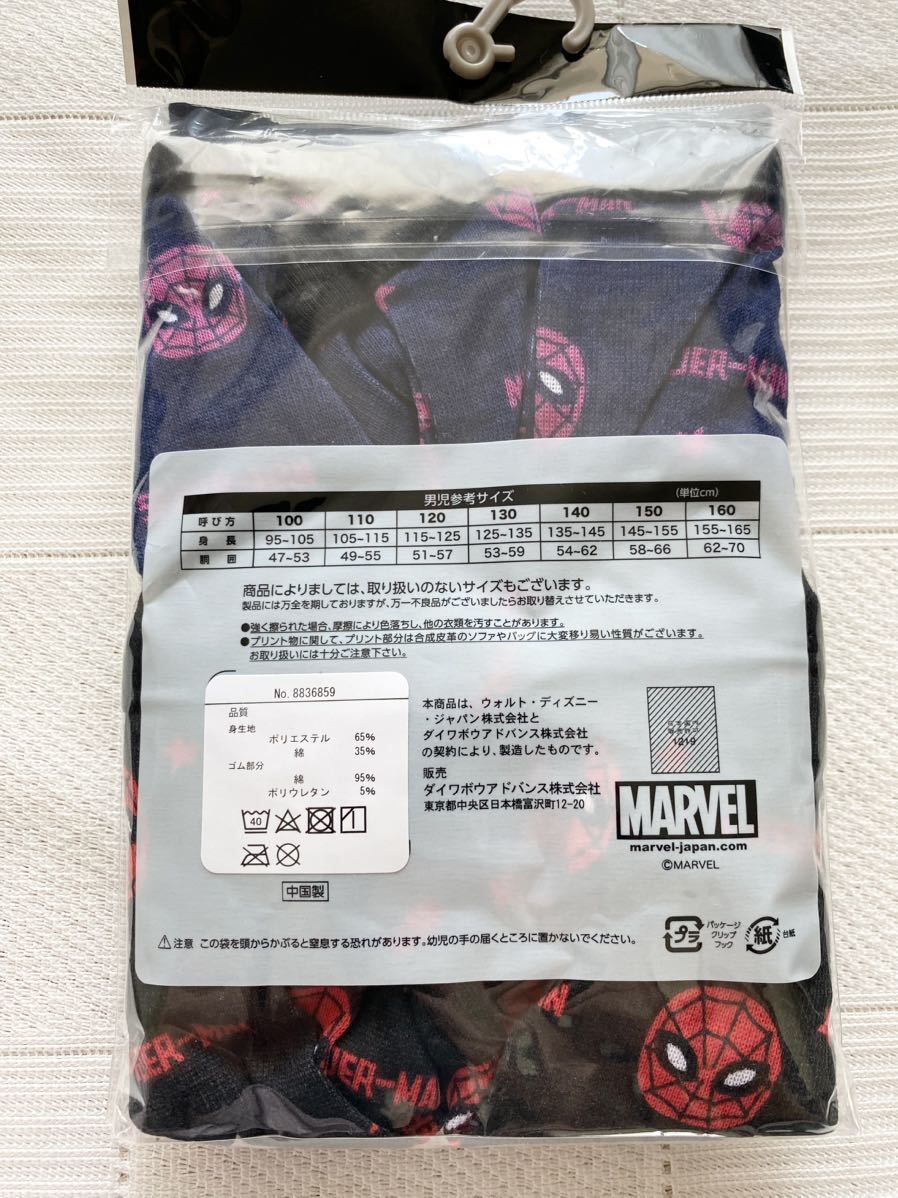 MAN
DER-MAN
男児参考サイズ (単位cm)
呼び方 100 110 120 130 140 150 160
身長 95~105 105~115 115~125 125~135 135~145 145~155 155~165
胴囲 47~53 49~55 51~57 53~59 54~62 58~66 62~70
商品によりましては、取り扱いのないサイズもございます。
製品には万全を期しておりますが、万一不良品がございましたらお取り替えさせていただきます。
●強く擦られた場合、摩擦により色落ちし、他の衣類を汚すことがあります。
●プリント物に関して、プリント部分は合成皮革のソファやバッグに大変移り易い性質がございます。
お取り扱いには十分ご注意下さい。
No. 8836859
品質
身生地
ポリエステル 65%
綿 35%
ゴム部分
綿 95%
ポリウレタン 5%
40
中国製
本商品は、ウォルト・ディズニー
・ジャパン株式会社と
ダイワボウアドバンス株式会社
の契約により、製造したものです。
販売
ダイワボウアドバンス株式会社
東京都中央区日本橋富沢町12-20
1219
MARVEL
marvel-japan.com
©MARVEL
⚠注意 この袋を頭からかぶると窒息する恐れがあります。幼児の手の届くところに置かないでください。
プラ
パッケージ
クリップ
フック
紙
台紙
DER-MAN
DER-MA